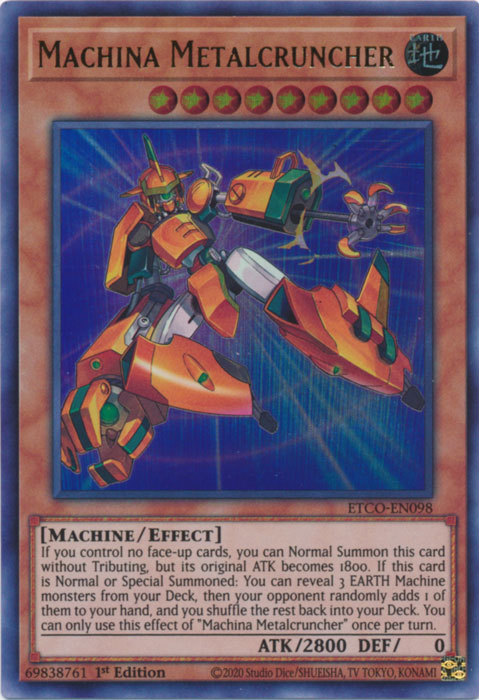 MACHINA METALCRUNCHER
EARTH
地
ETCO-EN098
[MACHINE/EFFECT]
If you control no face-up cards, you can Normal Summon this card
without Tributing, but its original ATK becomes 1800. If this card
is Normal or Special Summoned: You can reveal 3 EARTH Machine
monsters from your Deck, then your opponent randomly adds 1 of
them to your hand, and you shuffle the rest back into your Deck. You
can only use this effect of "Machina Metalcruncher" once per turn.
ATK/2800 DEF/ 0
69838761 1st Edition ©2020 Studio Dice/SHUEISHA, TV TOKYO, KONAMI